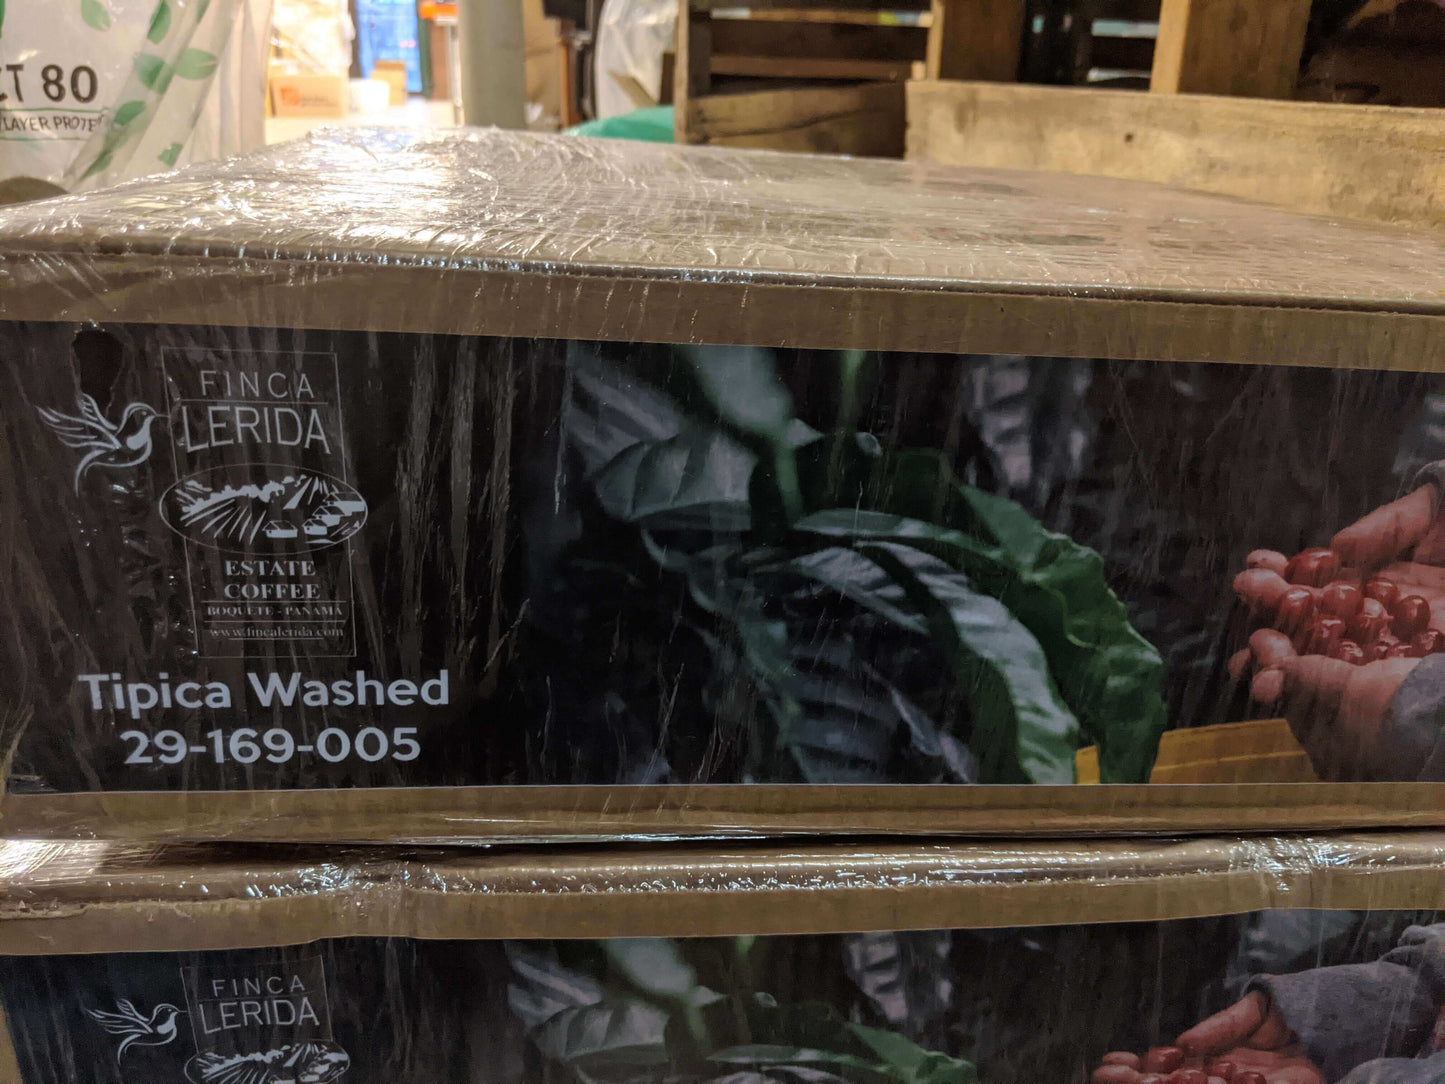 CT 80
LAYER PROTE
FINCA
LERIDA
ESTATE
COFFEE
BOQUETE - PANAMÁ
www.fincalerida.com
Tipica Washed
29-169-005
FINCA
LERIDA